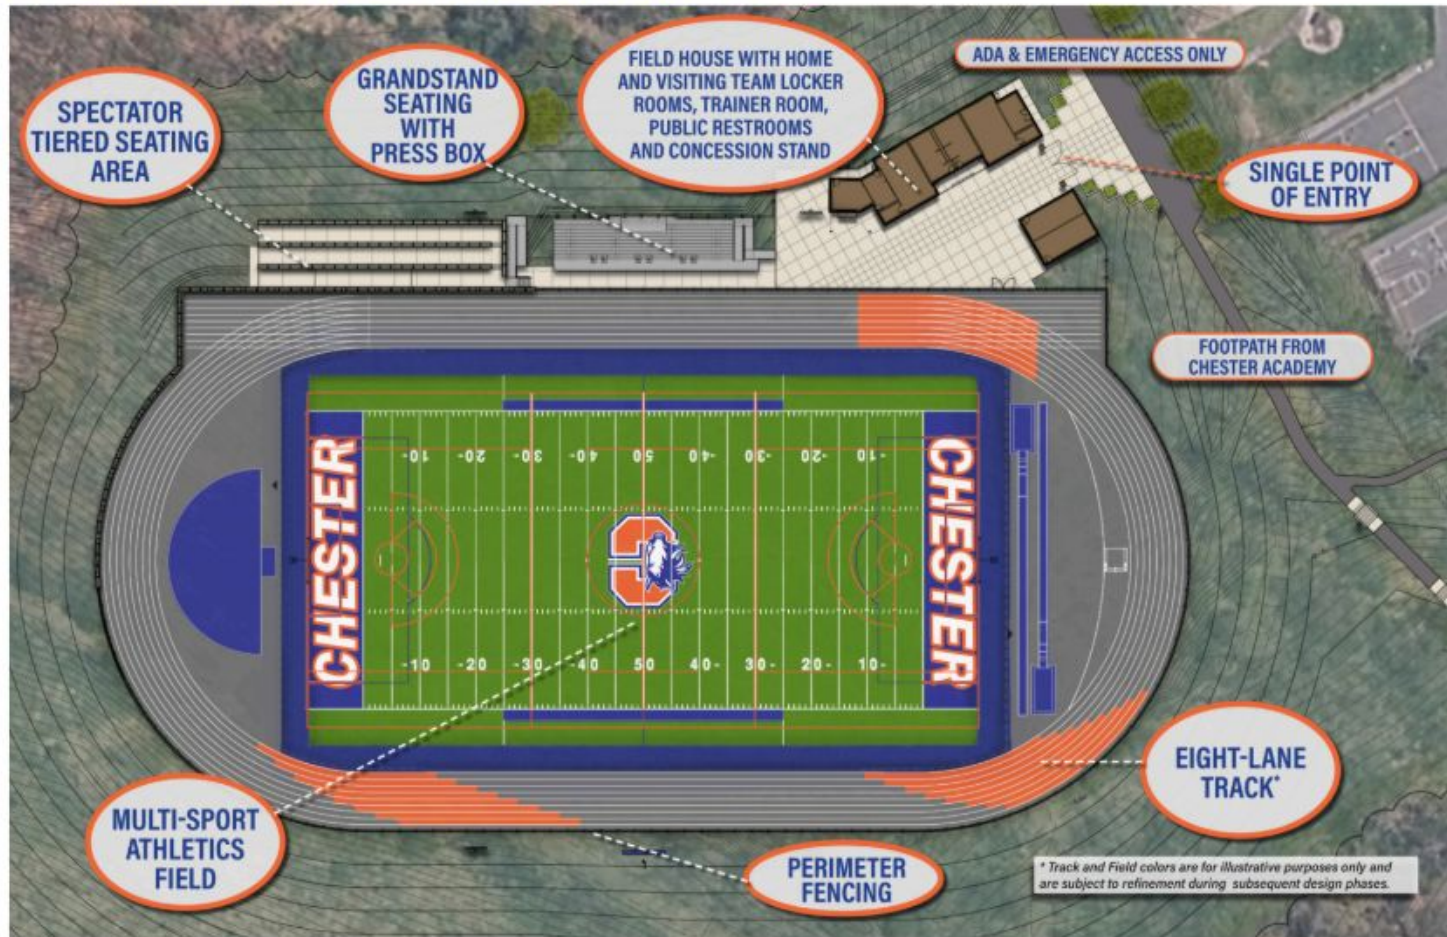 SPECTATOR
TIERED SEATING
AREA
GRANDSTAND
SEATING
WITH
PRESS BOX
FIELD HOUSE WITH HOME
AND VISITING TEAM LOCKER
ROOMS, TRAINER ROOM,
PUBLIC RESTROOMS
AND CONCESSION STAND
ADA & EMERGENCY ACCESS ONLY
SINGLE POINT
OF ENTRY
FOOTPATH FROM
CHESTER ACADEMY
-10 -20 -30 -40 50 40- -30- 20- 10-
CHESTER
C
CHESTER
-10 -20 -30 -40 50 40- 30- 20- 10-
MULTI-SPORT
ATHLETICS
FIELD
EIGHT-LANE
TRACK*
PERIMETER
FENCING
* Track and Field colors are for illustrative purposes only and
are subject to refinement during subsequent design phases.